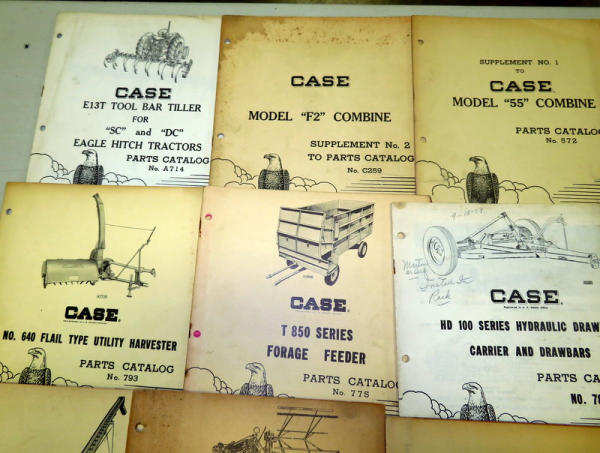 CASE
E13T TOOL BAR TILLER
FOR
"SC" and "DC"
EAGLE HITCH TRACTORS
PARTS CATALOG
No. A714
CASE
MODEL "F2" COMBINE
SUPPLEMENT No. 2
TO PARTS CATALOG
No. C259
SUPPLEMENT NO. 1
TO
CASE
MODEL "55" COMBINE
PARTS CATALOG
No. 572
CASE.
NO. 640 FLAIL TYPE UTILITY HARVESTER
PARTS CATALOG
No. 793
CASE.
T 850 SERIES
FORAGE FEEDER
PARTS CATALOG
No. 775
CASE.
HD 100 SERIES HYDRAULIC DRAW
CARRIER AND DRAWBARS
PARTS CA
NO. 78